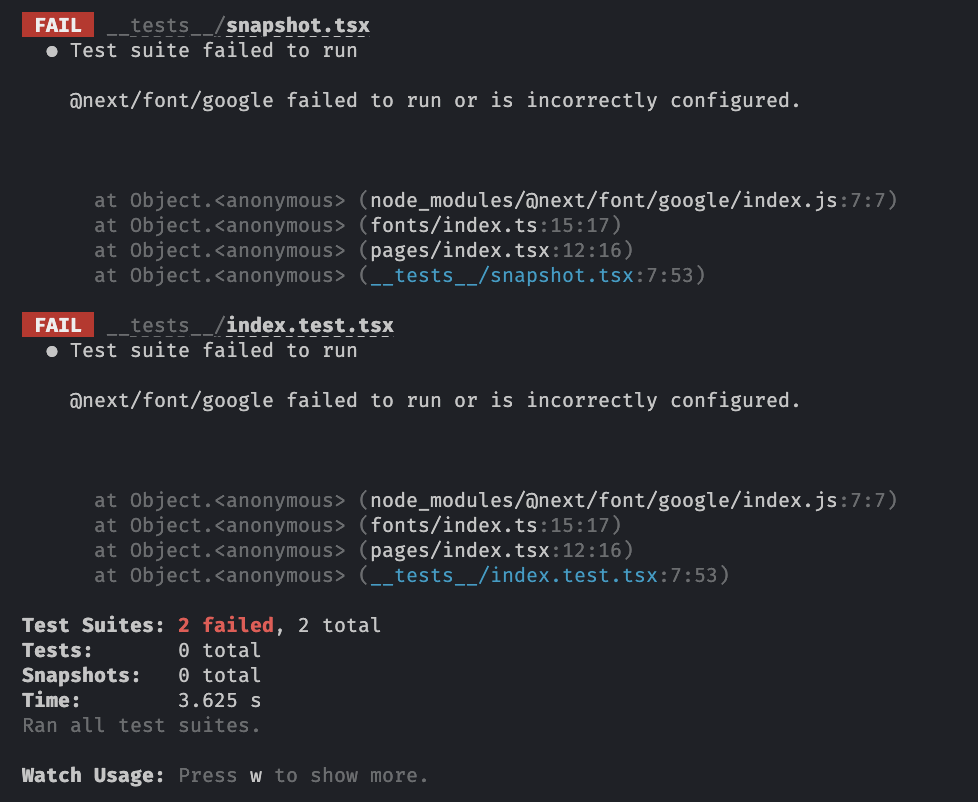 FAIL __tests__/snapshot.tsx
● Test suite failed to run
@next/font/google failed to run or is incorrectly configured.
at Object.<anonymous> (node_modules/@next/font/google/index.js:7:7)
at Object.<anonymous> (fonts/index.ts:15:17)
at Object.<anonymous> (pages/index.tsx:12:16)
at Object.<anonymous> (__tests__/snapshot.tsx:7:53)
FAIL __tests__/index.test.tsx
● Test suite failed to run
@next/font/google failed to run or is incorrectly configured.
at Object.<anonymous> (node_modules/@next/font/google/index.js:7:7)
at Object.<anonymous> (fonts/index.ts:15:17)
at Object.<anonymous> (pages/index.tsx:12:16)
at Object.<anonymous> (__tests__/index.test.tsx:7:53)
Test Suites: 2 failed, 2 total
Tests: 0 total
Snapshots: 0 total
Time: 3.625 s
Ran all test suites.
Watch Usage: Press w to show more.